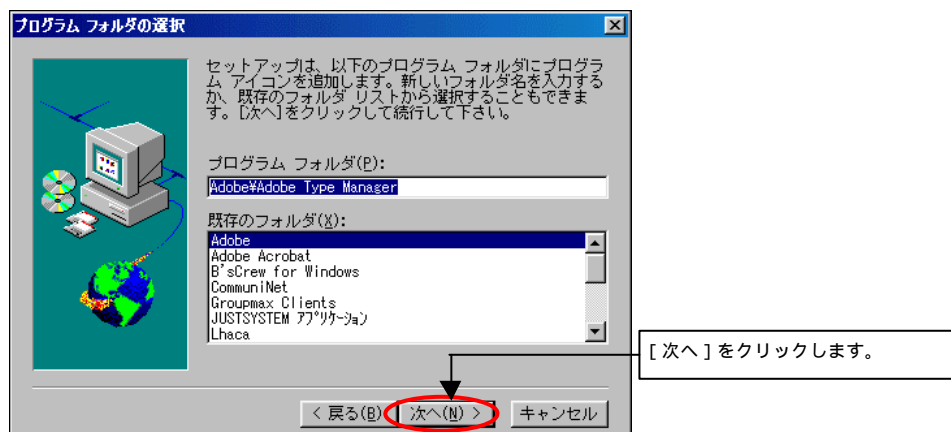 プログラム フォルダの選択
セットアップは、以下のプログラム フォルダにプログラ
ム アイコンを追加します。新しいフォルダ名を入力する
か、既存のフォルダ リストから選択することもできま
す。[次へ]をクリックして続行して下さい。
プログラム フォルダ(P):
Adobe¥Adobe Type Manager
既存のフォルダ(X):
Adobe
Adobe Acrobat
B'sCrew for Windows
CommuniNet
Groupmax Clients
JUSTSYSTEM アプリケーション
Lhaca
[次へ]をクリックします。
< 戻る(B)
次へ(N) >
キャンセル